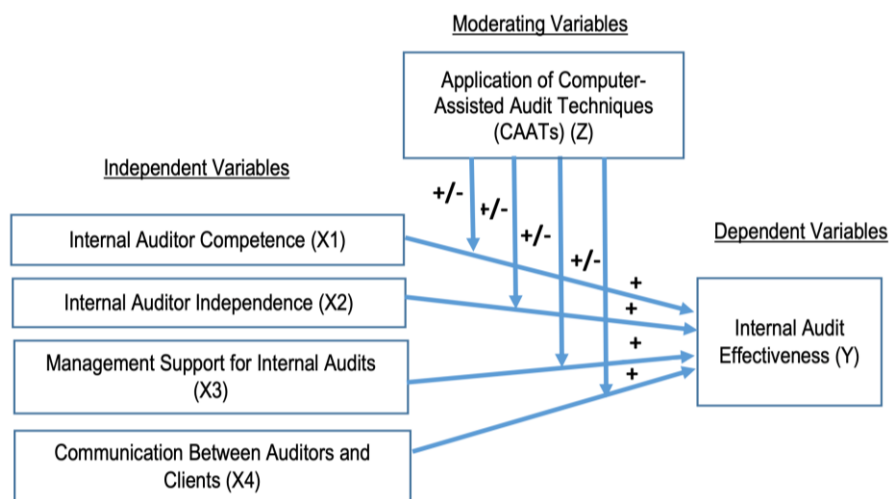 Moderating Variables
Application of Computer-
Assisted Audit Techniques
(CAATs) (Z)
Independent Variables
+/-
+/-
+/-
+/-
Internal Auditor Competence (X1)
Dependent Variables
Internal Auditor Independence (X2)
+
+
+
+
Internal Audit
Effectiveness (Y)
Management Support for Internal Audits
(X3)
Communication Between Auditors and
Clients (X4)